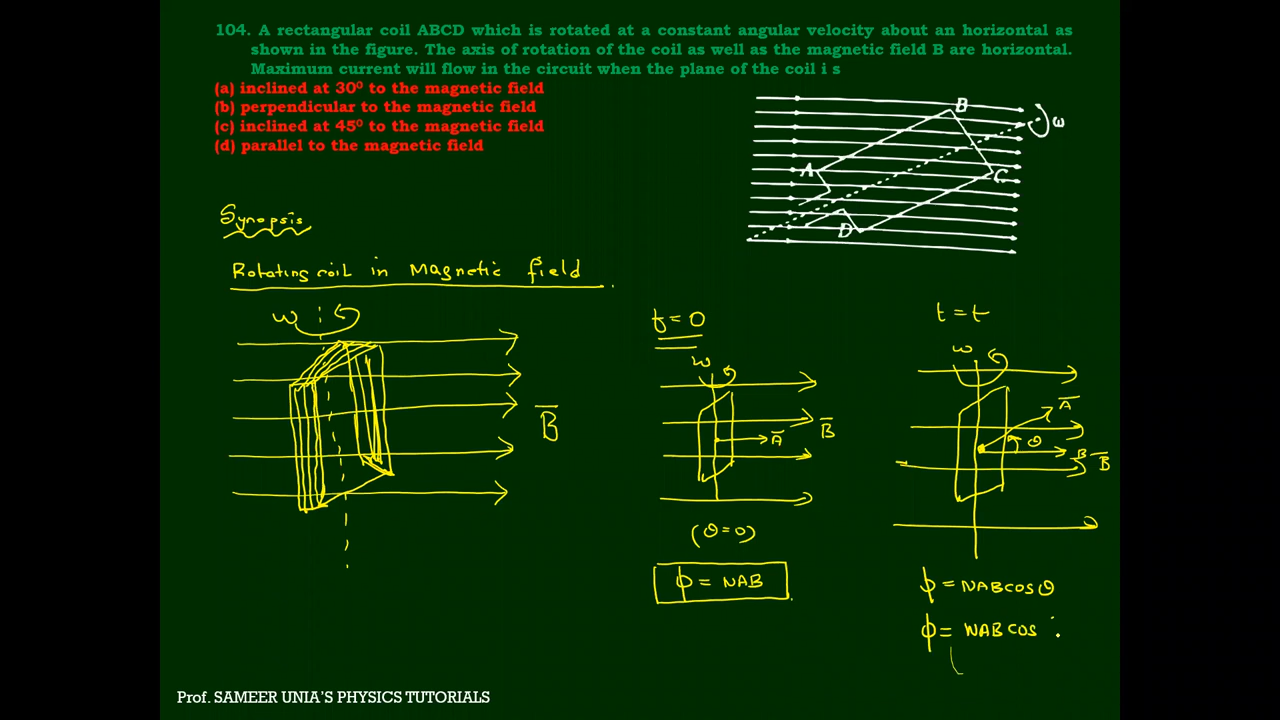 104. A rectangular coil ABCD which is rotated at a constant angular velocity about an horizontal as
shown in the figure. The axis of rotation of the coil as well as the magnetic field B are horizontal.
Maximum current will flow in the circuit when the plane of the coil i s
(a) inclined at 30⁰ to the magnetic field
(b) perpendicular to the magnetic field
(c) inclined at 45⁰ to the magnetic field
(d) parallel to the magnetic field
B
ω
A
C
D
Synopsis
Rotating coil in Magnetic field
ω
B̅
t = 0
ω
A̅
B̅
(θ = 0)
ϕ = NAB
t = t
ω
A̅
θ
B
B̅
ϕ = NABCOSθ
ϕ = NABCOS
Prof. SAMEER UNIA'S PHYSICS TUTORIALS